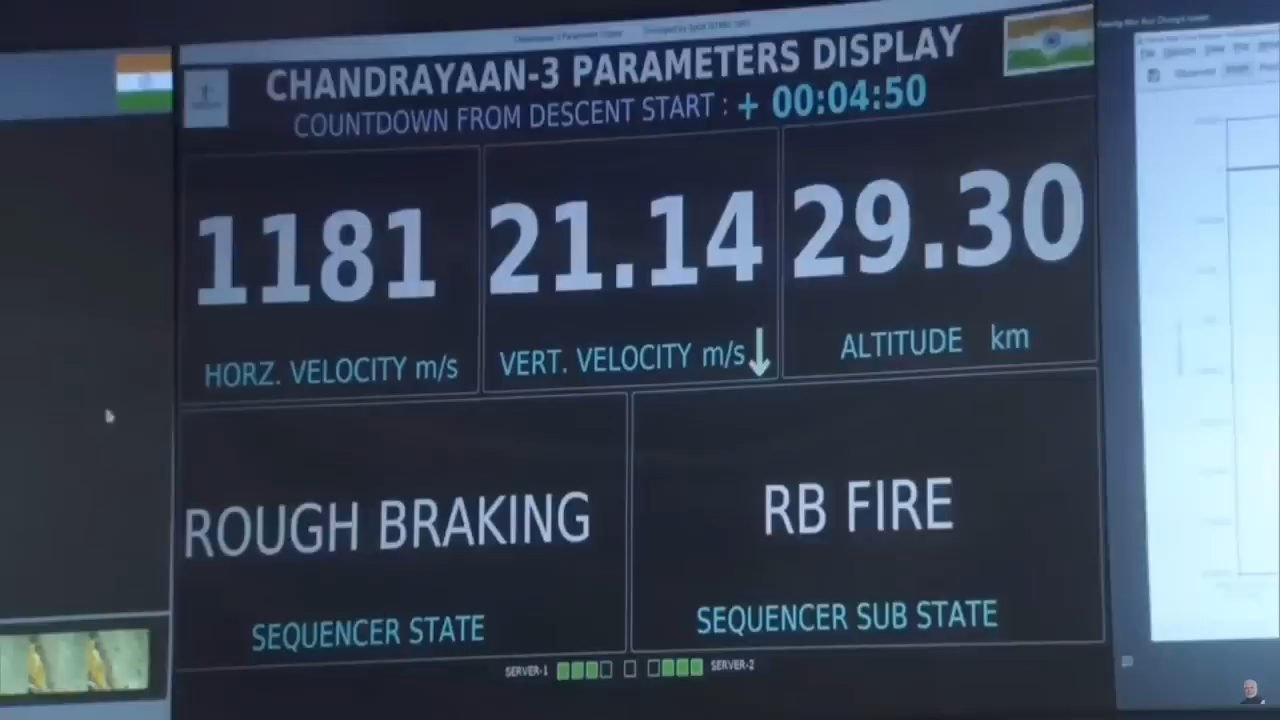 CHANDRAYAAN-3 PARAMETERS DISPLAY
COUNTDOWN FROM DESCENT START : + 00:04:50
1181
HORZ. VELOCITY m/s
21.14
VERT. VELOCITY m/s↓
29.30
ALTITUDE km
ROUGH BRAKING
SEQUENCER STATE
RB FIRE
SEQUENCER SUB STATE
SERVER-1
SERVER-2